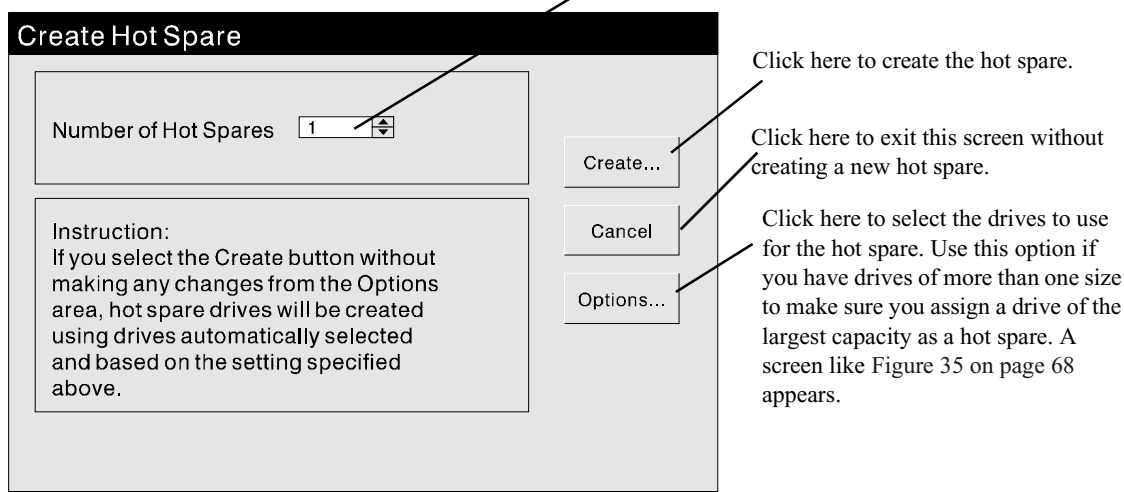 Create Hot Spare
Number of Hot Spares 1
Create...
Cancel
Options...
Instruction:
If you select the Create button without
making any changes from the Options
area, hot spare drives will be created
using drives automatically selected
and based on the setting specified
above.
Click here to create the hot spare.
Click here to exit this screen without
creating a new hot spare.
Click here to select the drives to use
for the hot spare. Use this option if
you have drives of more than one size
to make sure you assign a drive of the
largest capacity as a hot spare. A
screen like Figure 35 on page 68
appears.